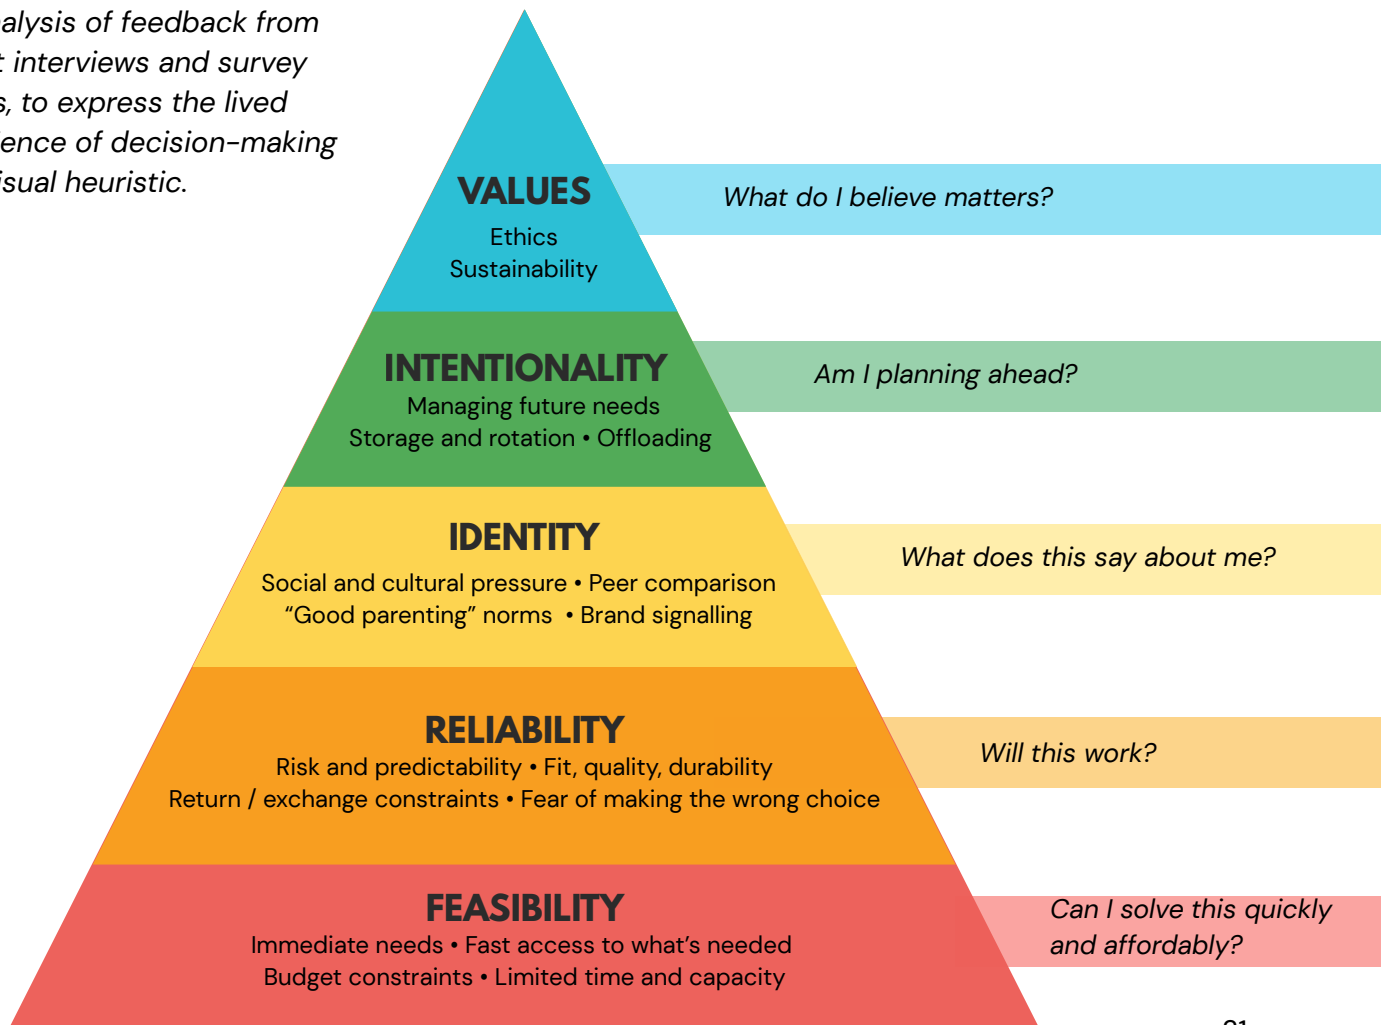 alysis of feedback from
t interviews and survey
s, to express the lived
ence of decision-making
isual heuristic.
VALUES
Ethics
Sustainability
What do I believe matters?
INTENTIONALITY
Managing future needs
Storage and rotation • Offloading
Am I planning ahead?
IDENTITY
Social and cultural pressure • Peer comparison
“Good parenting” norms • Brand signalling
What does this say about me?
RELIABILITY
Risk and predictability • Fit, quality, durability
Return / exchange constraints • Fear of making the wrong choice
Will this work?
FEASIBILITY
Immediate needs • Fast access to what’s needed
Budget constraints • Limited time and capacity
Can I solve this quickly
and affordably?